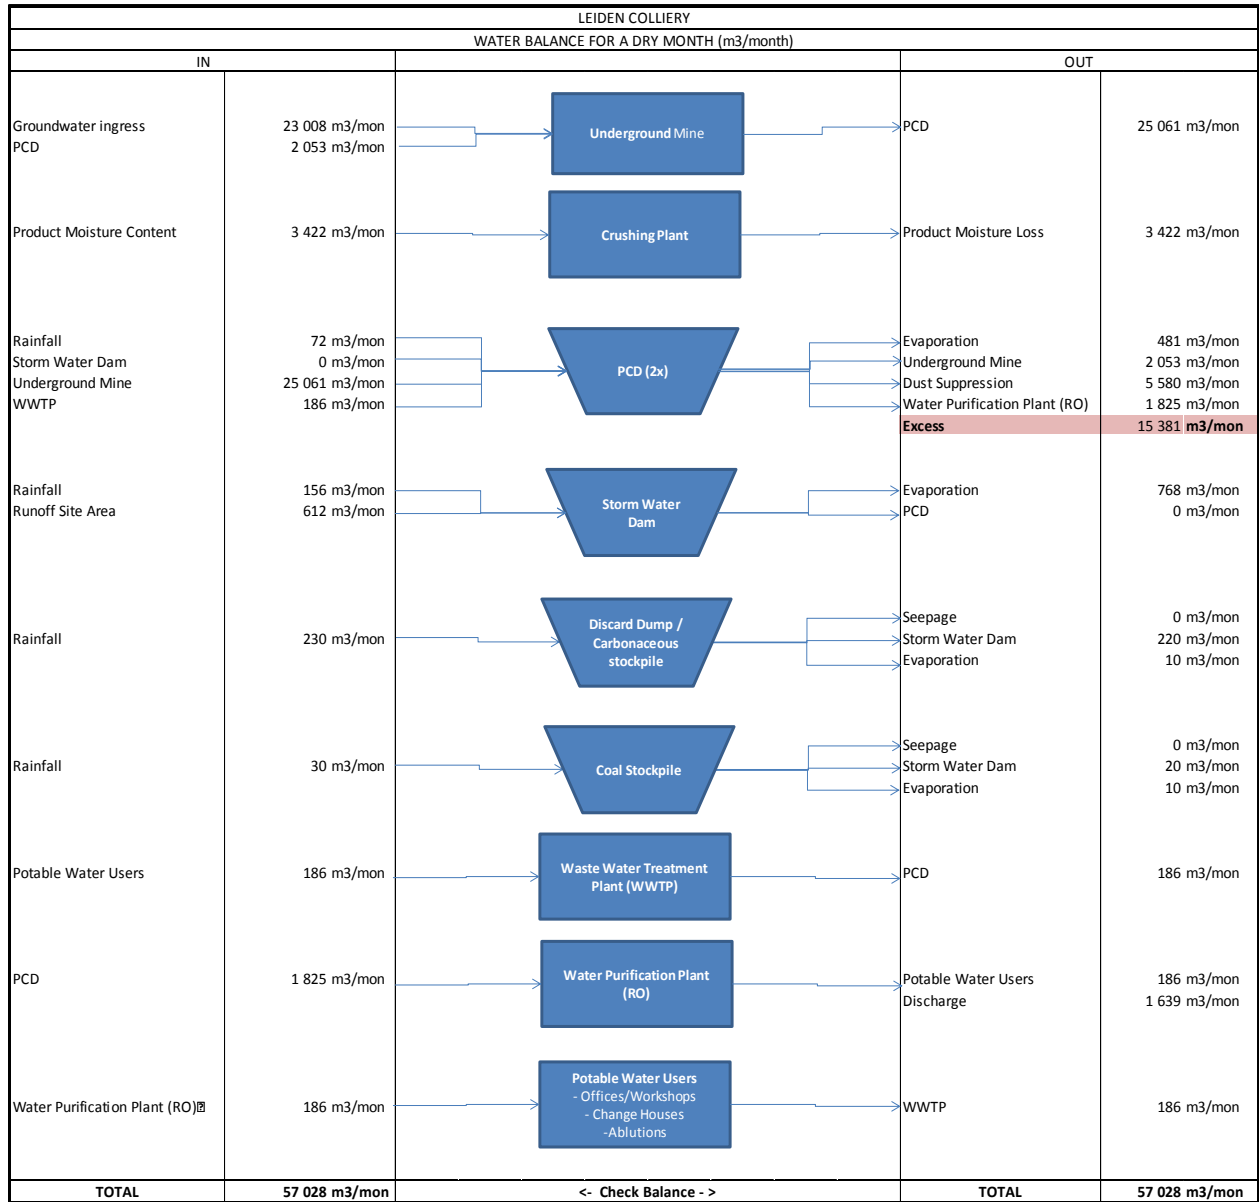 LEIDEN COLLIERY
WATER BALANCE FOR A DRY MONTH (m3/month)
IN OUT
Groundwater ingress 23 008 m3/mon Underground Mine PCD 25 061 m3/mon
PCD 2 053 m3/mon
Product Moisture Content 3 422 m3/mon Crushing Plant Product Moisture Loss 3 422 m3/mon
Rainfall 72 m3/mon Evaporation 481 m3/mon
Storm Water Dam 0 m3/mon PCD (2x) Underground Mine 2 053 m3/mon
Underground Mine 25 061 m3/mon Dust Suppression 5 580 m3/mon
WWTP 186 m3/mon Water Purification Plant (RO) 1 825 m3/mon
Excess 15 381 m3/mon
Rainfall 156 m3/mon Storm Water Evaporation 768 m3/mon
Runoff Site Area 612 m3/mon Dam PCD 0 m3/mon
Discard Dump / Seepage 0 m3/mon
Rainfall 230 m3/mon Carbonaceous Storm Water Dam 220 m3/mon
stockpile Evaporation 10 m3/mon
Seepage 0 m3/mon
Rainfall 30 m3/mon Coal Stockpile Storm Water Dam 20 m3/mon
Evaporation 10 m3/mon
Potable Water Users 186 m3/mon Waste Water Treatment PCD 186 m3/mon
Plant (WWTP)
PCD 1 825 m3/mon Water Purification Plant Potable Water Users 186 m3/mon
(RO) Discharge 1 639 m3/mon
Potable Water Users
- Offices/Workshops
Water Purification Plant (RO) 186 m3/mon - Change Houses WWTP 186 m3/mon
-Ablutions
TOTAL 57 028 m3/mon <- Check Balance - > TOTAL 57 028 m3/mon